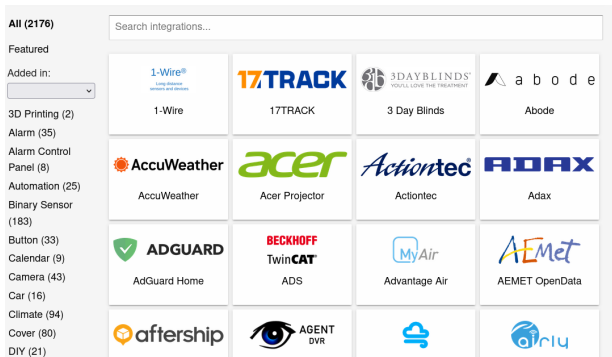 All (2176)
Featured
Added in:
3D Printing (2)
Alarm (35)
Alarm Control
Panel (8)
Automation (25)
Binary Sensor
(183)
Button (33)
Calendar (9)
Camera (43)
Car (16)
Climate (94)
Cover (80)
DIY (21)
Search integrations...
1-Wire®
Long distance
sensors and devices
1-Wire
17TRACK
17TRACK
3DAYBLINDS®
YOU'LL LOVE THE TREATMENT
3 Day Blinds
abode
Abode
AccuWeather
AccuWeather
acer
Acer Projector
Actiontec®
Actiontec
ADAX
Adax
ADGUARD
AdGuard Home
BECKHOFF
TwinCAT®
ADS
MyAir
Advantage Air
AEMet
AEMET OpenData
aftership
AGENT
DVR
airly